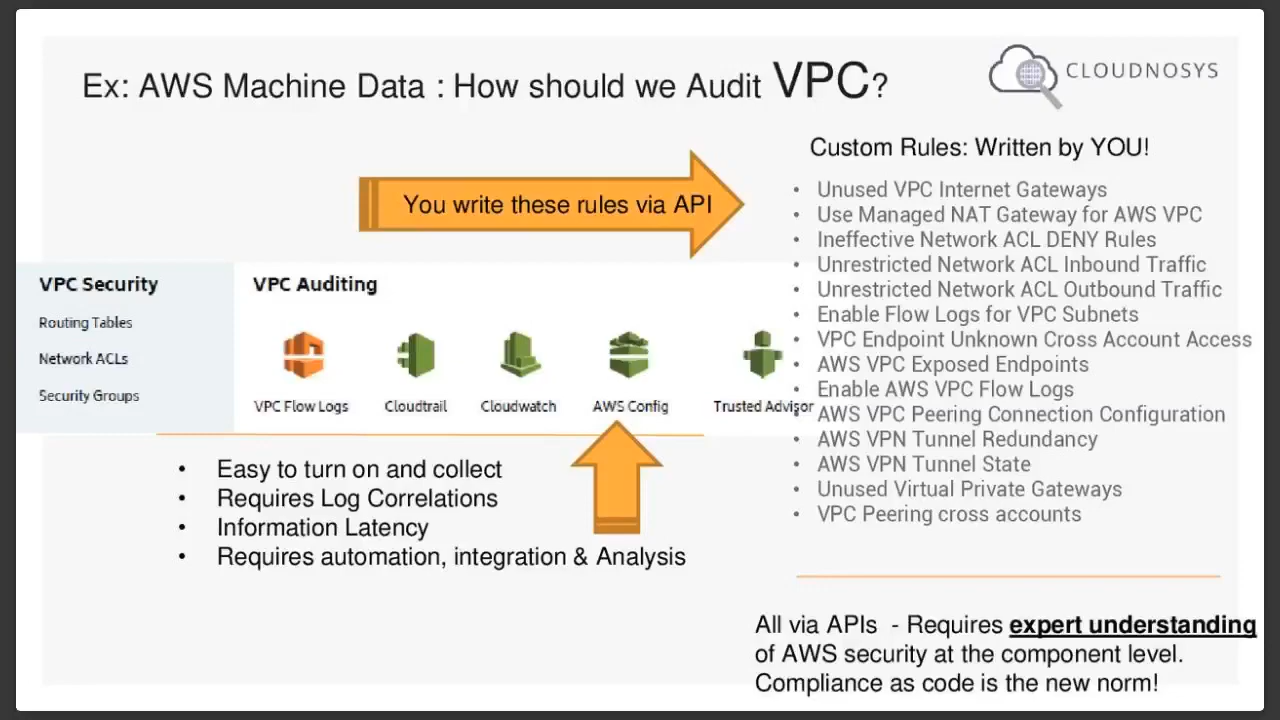 Ex: AWS Machine Data : How should we Audit VPC?
CLOUDNOSYS
You write these rules via API
VPC Security
Routing Tables
Network ACLs
Security Groups
VPC Auditing
VPC Flow Logs
Cloudtrail
Cloudwatch
AWS Config
Trusted Advisor
• Easy to turn on and collect
• Requires Log Correlations
• Information Latency
• Requires automation, integration & Analysis
Custom Rules: Written by YOU!
• Unused VPC Internet Gateways
• Use Managed NAT Gateway for AWS VPC
• Ineffective Network ACL DENY Rules
• Unrestricted Network ACL Inbound Traffic
• Unrestricted Network ACL Outbound Traffic
• Enable Flow Logs for VPC Subnets
• VPC Endpoint Unknown Cross Account Access
• AWS VPC Exposed Endpoints
• Enable AWS VPC Flow Logs
• AWS VPC Peering Connection Configuration
• AWS VPN Tunnel Redundancy
• AWS VPN Tunnel State
• Unused Virtual Private Gateways
• VPC Peering cross accounts
All via APIs - Requires expert understanding
of AWS security at the component level.
Compliance as code is the new norm!